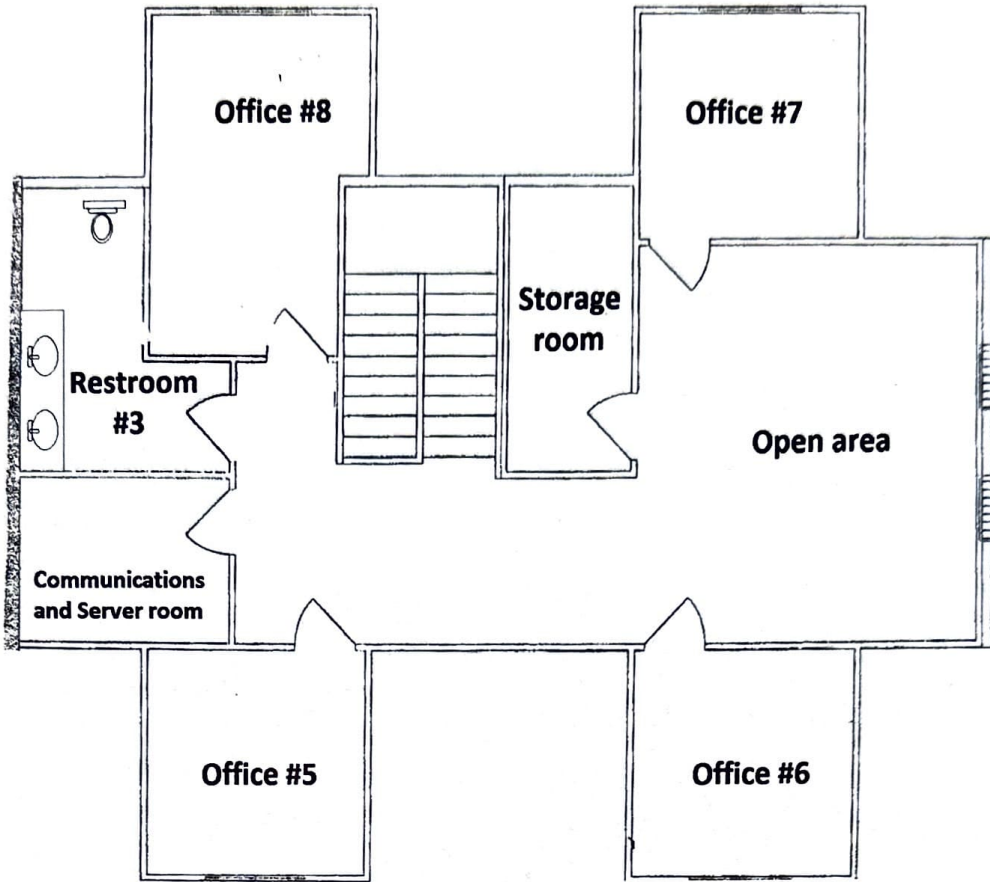 Office #8
Office #7
Storage
room
Restroom
#3
Open area
Communications
and Server room
Office #5
Office #6